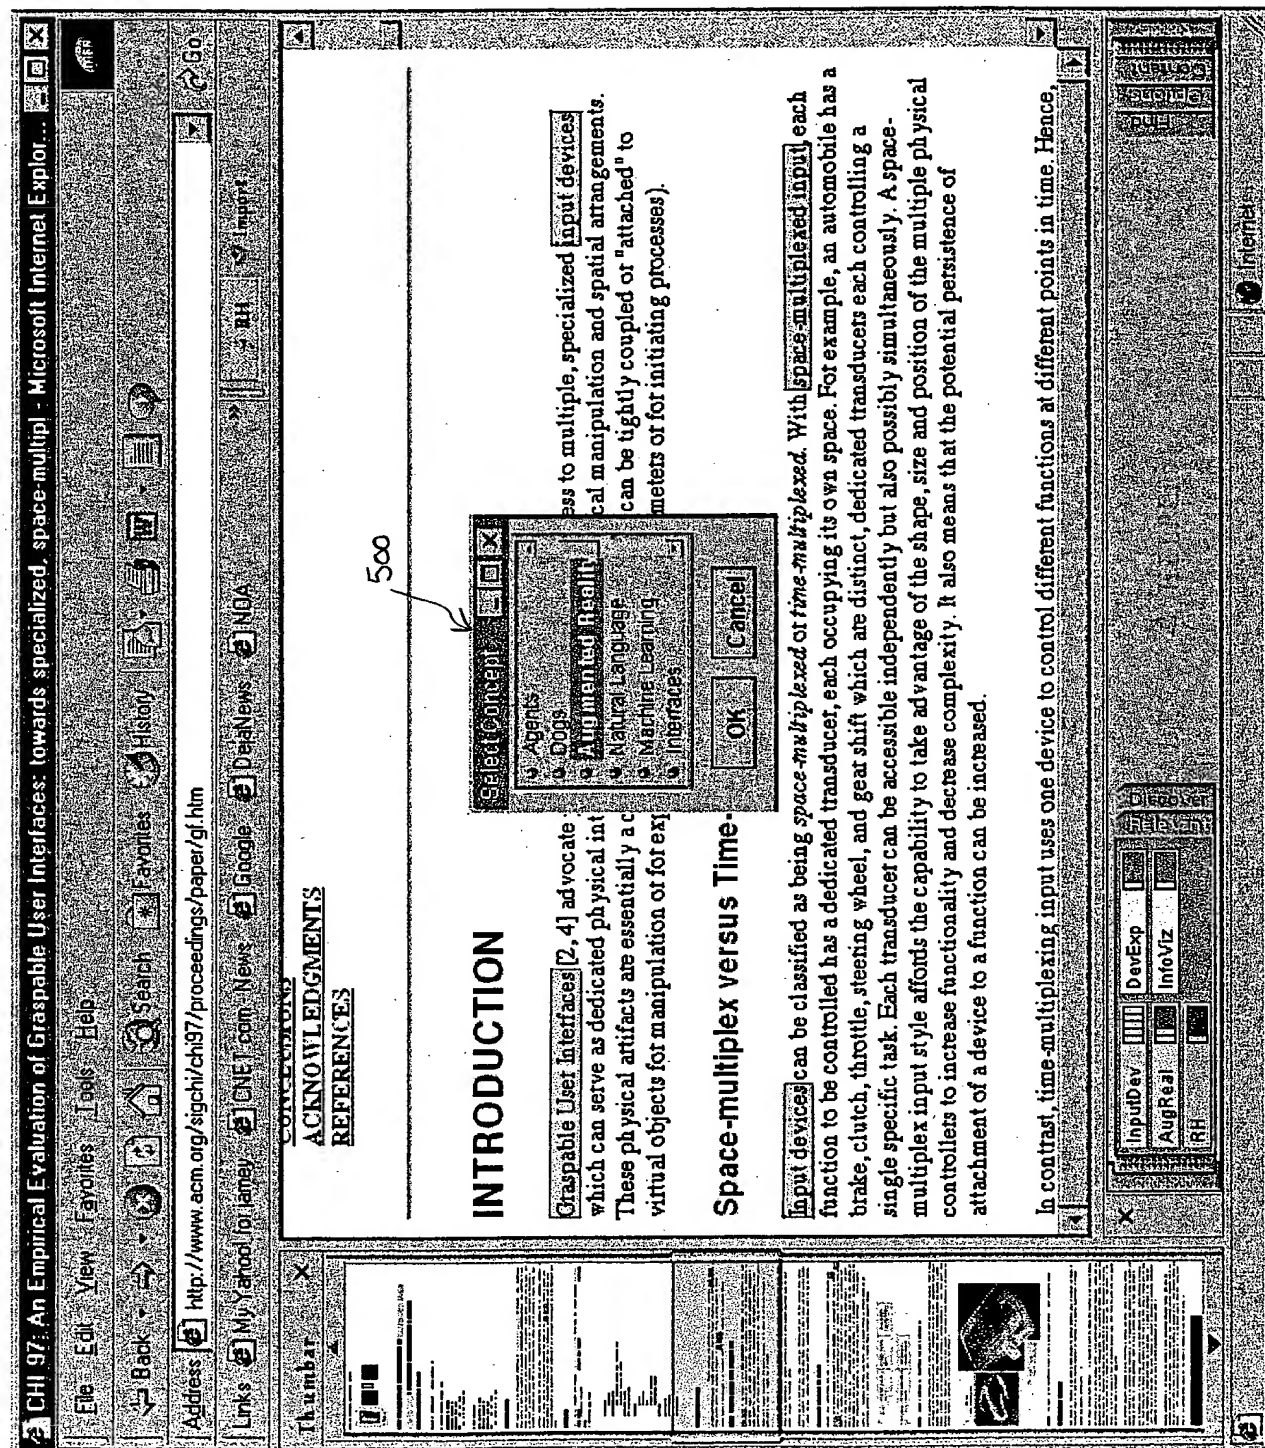 CHI 97: An Empirical Evaluation of Graspable User Interfaces: towards specialized, space-multipl - Microsoft Internet Explor...
File Edit View Favorites Tools Help
Back Search Favorites History
Address http://www.acm.org/sigchi/chi97/proceedings/paper/gf.htm Go
Links My Yahoo! for jamey CNET.com News Google DejaNews NDA >> RH Import
Thumbar X
CONCLUSIONS
ACKNOWLEDGMENTS
REFERENCES
500
INTRODUCTION
Graspable User Interfaces [2, 4] advocate ess to multiple, specialized input devices
which can serve as dedicated physical int cal manipulation and spatial arrangements.
These physical artifacts are essentially a c can be tightly coupled or "attached" to
virtual objects for manipulation or for exp meters or for initiating processes).
Select Concept
Agents
Dogs
Augmented Realit
Natural Language
Machine Learning
Interfaces
OK Cancel
Space-multiplex versus Time-
Input devices can be classified as being space-multiplexed or time-multiplexed. With space-multiplexed input, each
function to be controlled has a dedicated transducer, each occupying its own space. For example, an automobile has a
brake, clutch, throttle, steering wheel, and gear shift which are distinct, dedicated transducers each controlling a
single specific task. Each transducer can be accessible independently but also possibly simultaneously. A space-
multiplex input style affords the capability to take advantage of the shape, size and position of the multiple physical
controllers to increase functionality and decrease complexity. It also means that the potential persistence of
attachment of a device to a function can be increased.
In contrast, time-multiplexing input uses one device to control different functions at different points in time. Hence,
X
InputDev DevExp
AugReal InfoViz
RH
Relevant
Discover
Find
Options
Internet